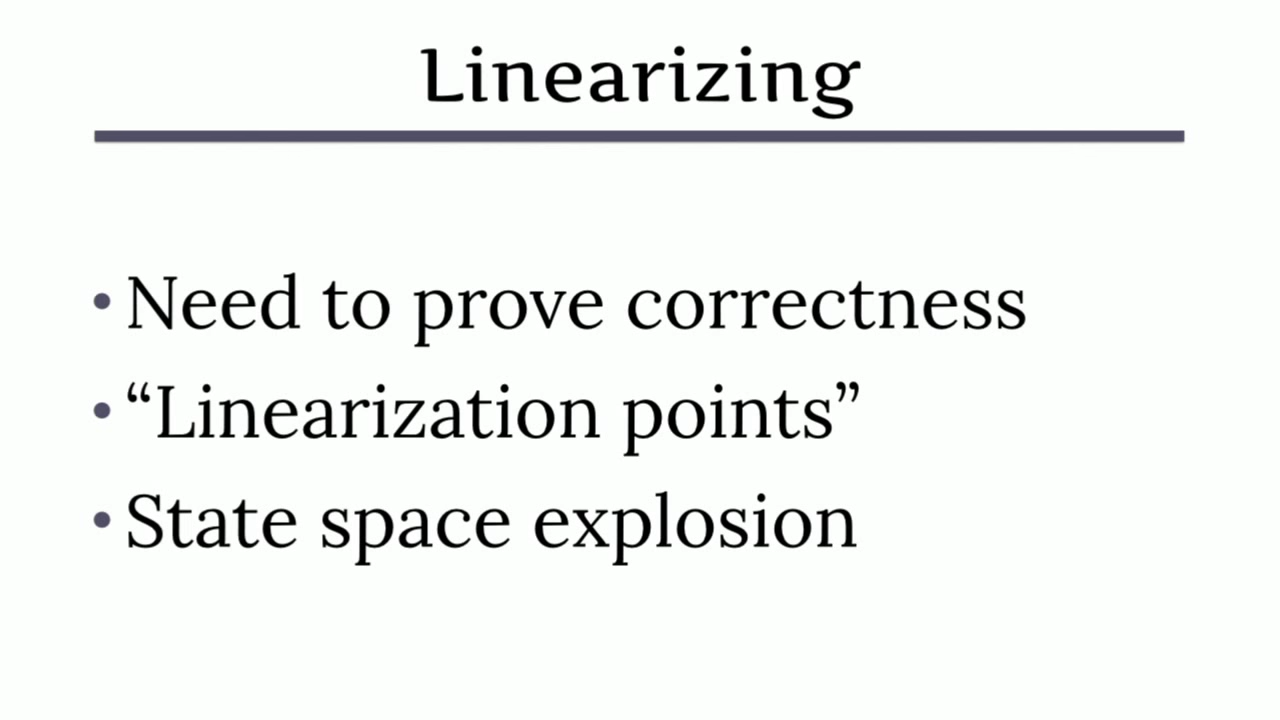 Linearizing
• Need to prove correctness
• “Linearization points”
• State space explosion